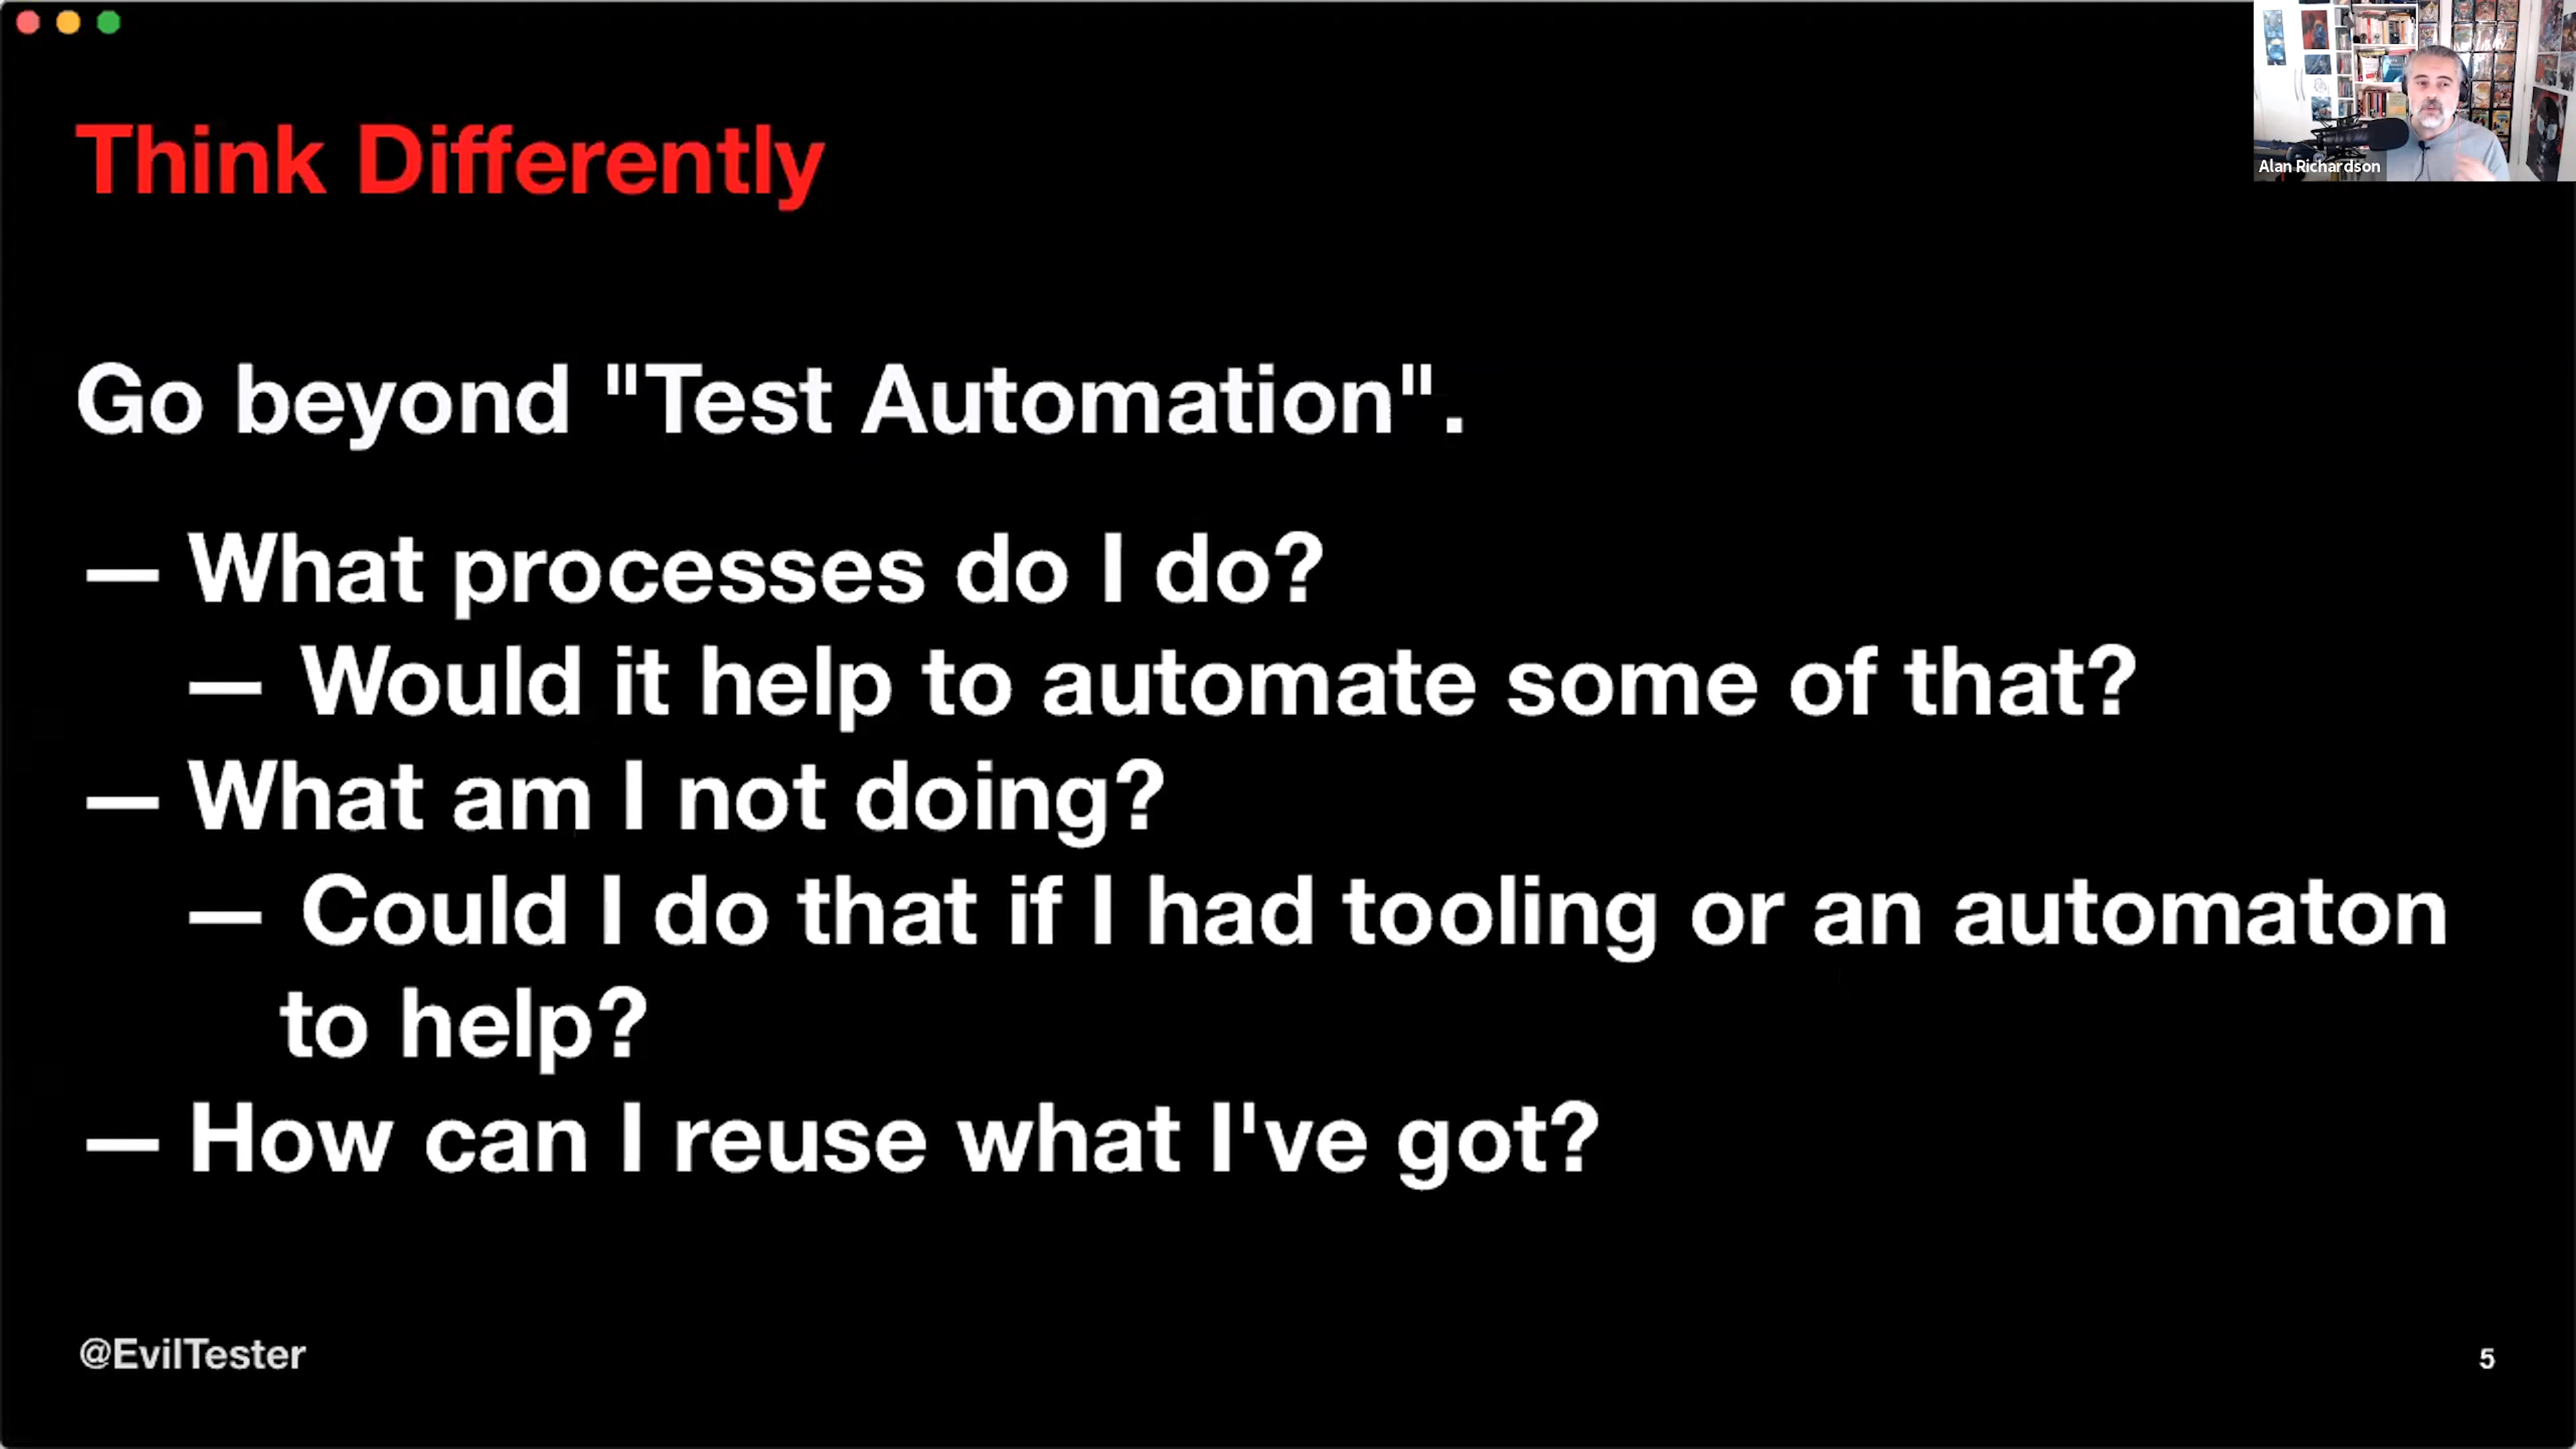 Alan Richardson
Think Differently
Go beyond "Test Automation".
— What processes do I do?
— Would it help to automate some of that?
— What am I not doing?
— Could I do that if I had tooling or an automaton
to help?
— How can I reuse what I've got?
@EvilTester
5